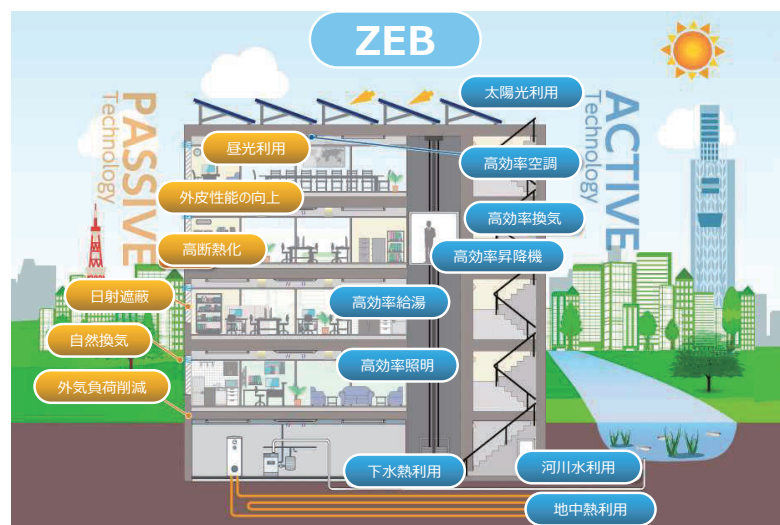 ZEB
PASSIVE
Technology
ACTIVE
Technology
太陽光利用
昼光利用
高効率空調
外皮性能の向上
高効率換気
高断熱化
高効率昇降機
日射遮蔽
高効率給湯
自然換気
高効率照明
外気負荷削減
下水熱利用
河川水利用
地中熱利用